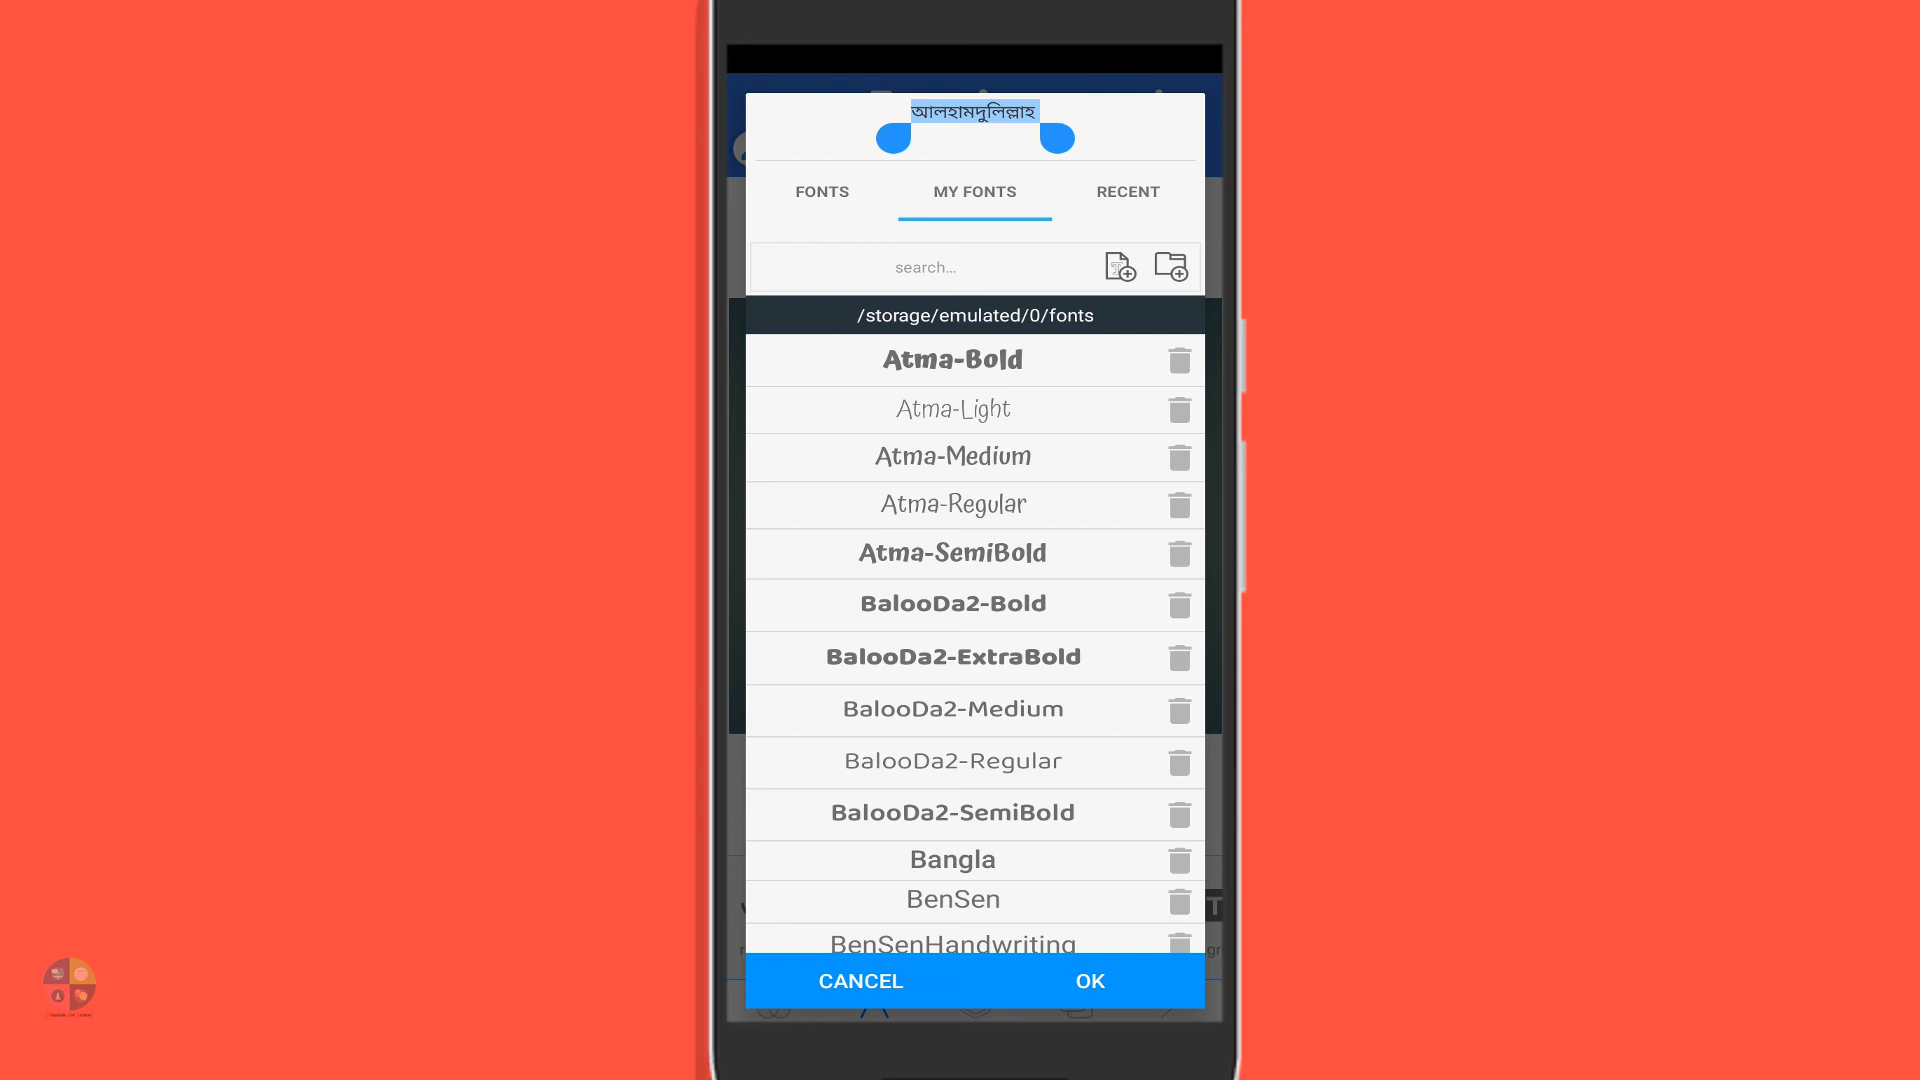 আলহামদুলিল্লাহ
FONTS MY FONTS RECENT
search...
/storage/emulated/0/fonts
Atma-Bold
Atma-Light
Atma-Medium
Atma-Regular
Atma-SemiBold
BalooDa2-Bold
BalooDa2-ExtraBold
BalooDa2-Medium
BalooDa2-Regular
BalooDa2-SemiBold
Bangla
BenSen
BenSenHandwriting
CANCEL OK